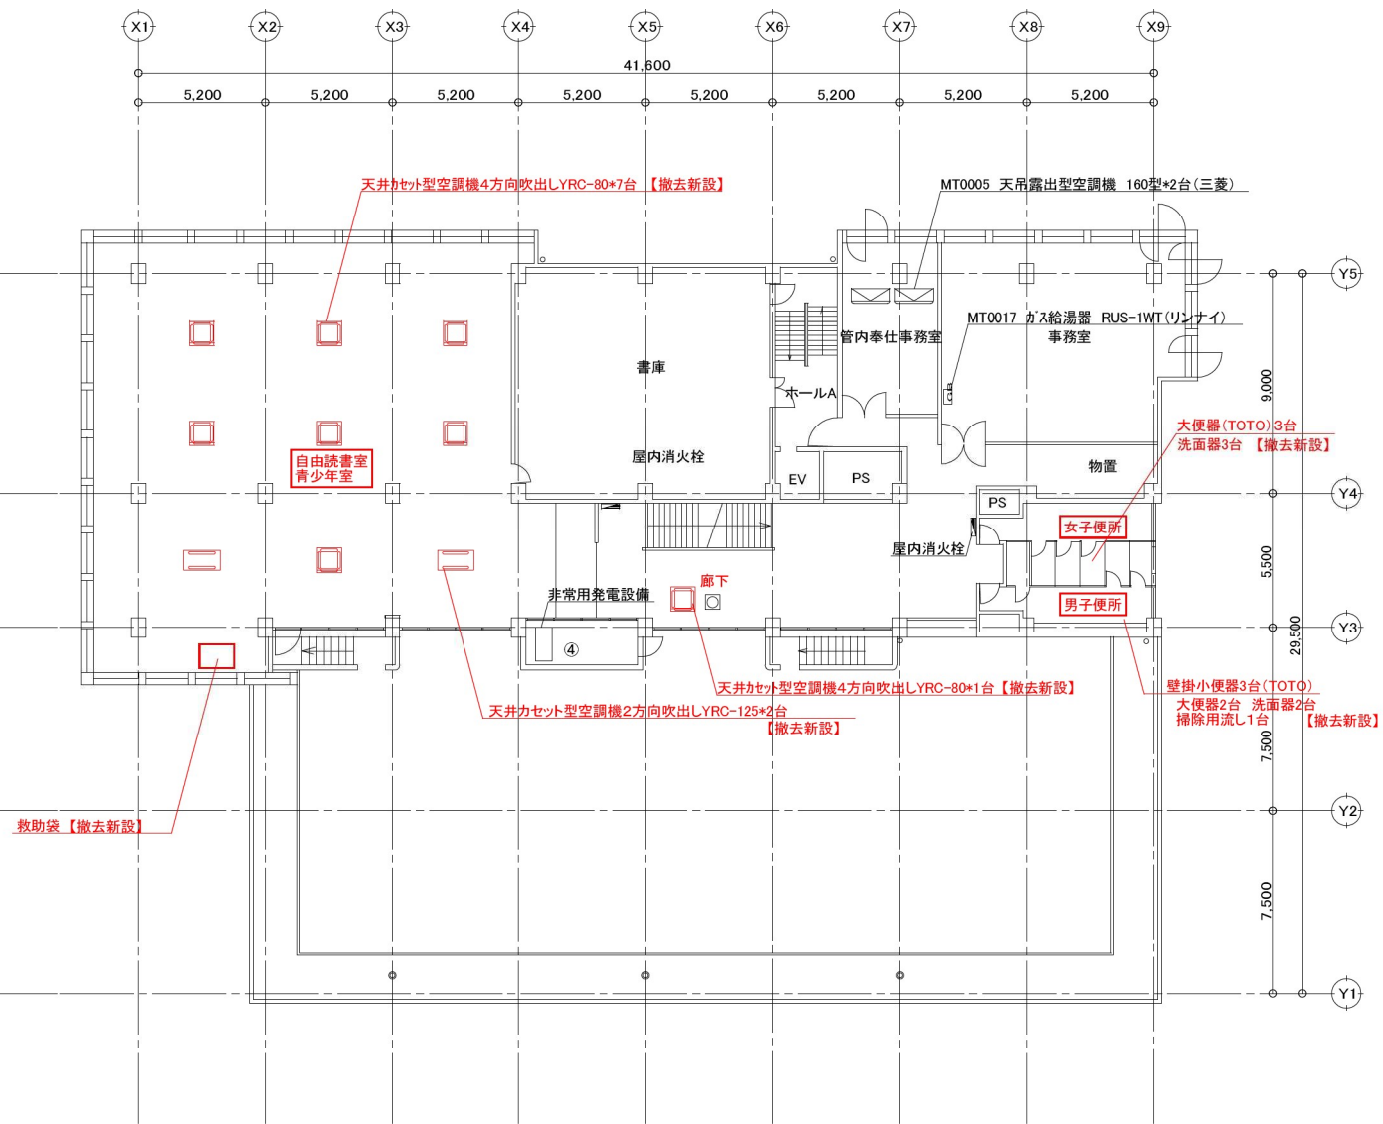 X1 X2 X3 X4 X5 X6 X7 X8 X9
41,600
5,200 5,200 5,200 5,200 5,200 5,200 5,200 5,200
天井ｶｾｯﾄ型空調機4方向吹出しYRC-80*7台 【撤去新設】
MT0005 天吊露出型空調機 160型*2台(三菱)
Y5
MT0017 ｶﾞｽ給湯器 RUS-1WT(リンナイ)
管内奉仕事務室
事務室
書庫
ホールA
9,000
大便器(TOTO)3台
洗面器3台 【撤去新設】
自由読書室
青少年室
屋内消火栓
EV
PS
物置
Y4
PS
女子便所
屋内消火栓
5,500
廊下
非常用発電設備
男子便所
Y3
29,500
④
天井ｶｾｯﾄ型空調機4方向吹出しYRC-80*1台【撤去新設】
壁掛小便器3台(TOTO)
大便器2台 洗面器2台
掃除用流し1台 【撤去新設】
天井カセット型空調機2方向吹出しYRC-125*2台
【撤去新設】
7,500
Y2
救助袋【撤去新設】
7,500
Y1